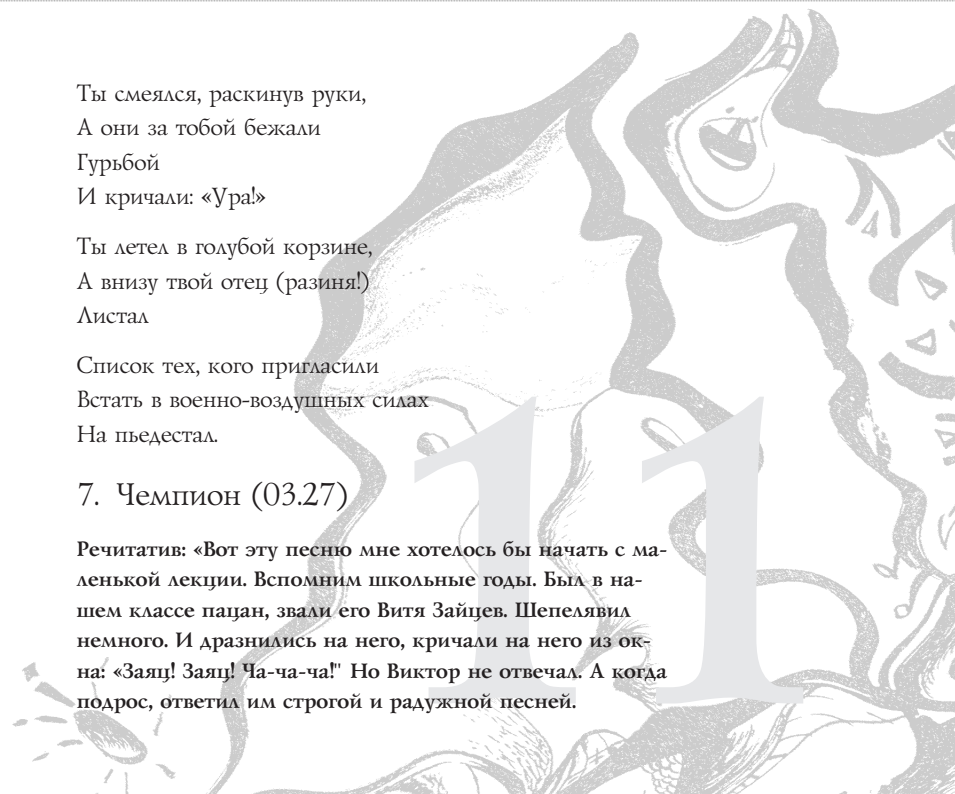 Ты смеялся, раскинув руки,
А они за тобой бежали
Гурьбой
И кричали: «Ура!»
Ты летел в голубой корзине,
А внизу твой отец (разиня!)
Листал
Список тех, кого пригласили
Встать в военно-воздушных силах
На пьедестал.
7. Чемпион (03.27)
Речитатив: «Вот эту песню мне хотелось бы начать с ма-
ленькой лекции. Вспомним школьные годы. Был в на-
шем классе пацан, звали его Витя Зайцев. Шепелявил
немного. И дразнились на него, кричали на него из ок-
на: «Заяц! Заяц! Ча-ча-ча!" Но Виктор не отвечал. А когда
подрос, ответил им строгой и радужной песней.
11